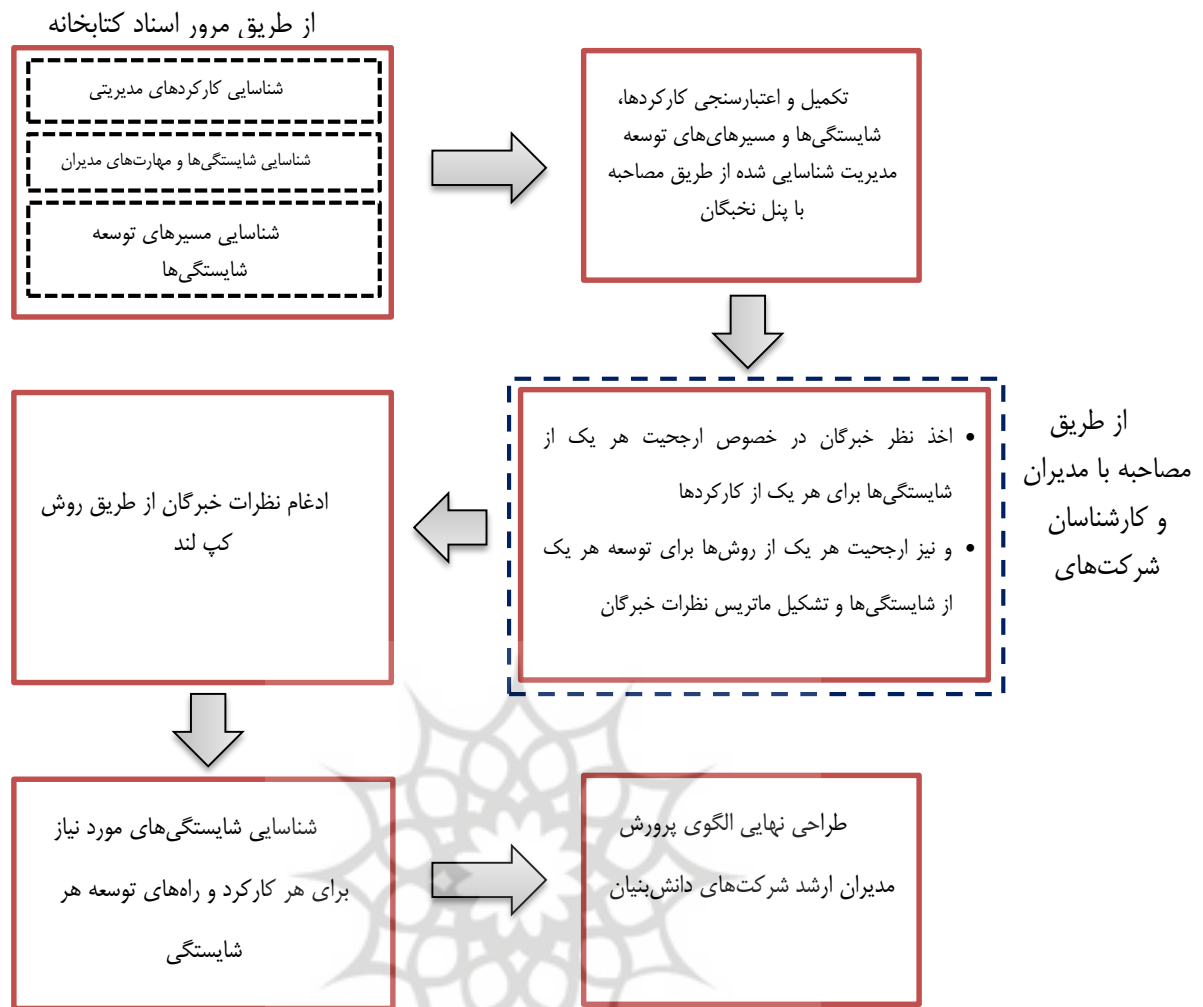 از طریق مرور اسناد کتابخانه
شناسایی کارکردهای مدیریتی
شناسایی شایستگی‌ها و مهارت‌های مدیران
شناسایی مسیرهای توسعه
شایستگی‌ها
تکمیل و اعتبارسنجی کارکردها،
شایستگی‌ها و مسیرهای‌های توسعه
مدیریت شناسایی شده از طریق مصاحبه
با پنل نخبگان
از طریق
مصاحبه با مدیران
و کارشناسان
شرکت‌های
• اخذ نظر خبرگان در خصوص ارجحیت هر یک از
شایستگی‌ها برای هر یک از کارکردها
• و نیز ارجحیت هر یک از روش‌ها برای توسعه هر یک
از شایستگی‌ها و تشکیل ماتریس نظرات خبرگان
ادغام نظرات خبرگان از طریق روش
کپ لند
شناسایی شایستگی‌های مورد نیاز
برای هر کارکرد و راه‌های توسعه هر
شایستگی
طراحی نهایی الگوی پرورش
مدیران ارشد شرکت‌های دانش‌بنیان